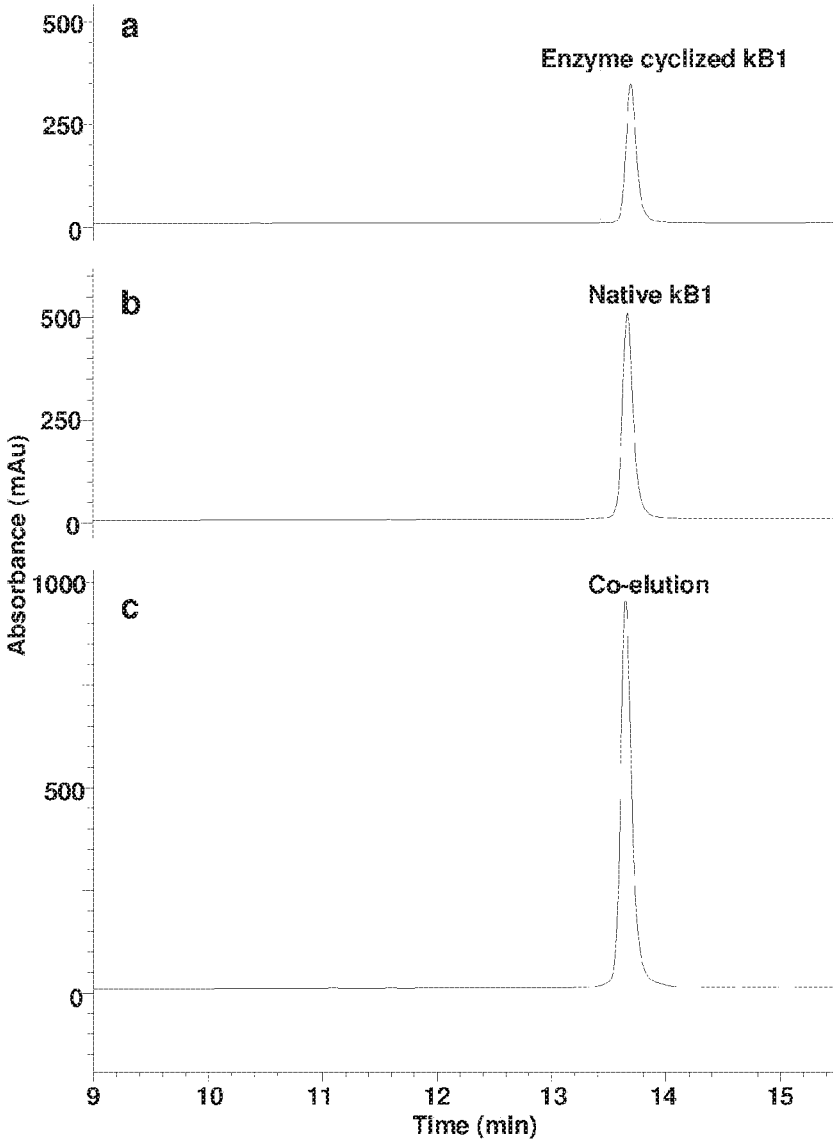 500
a
Enzyme cyclized kB1
250
0
b
Native kB1
500
250
0
Absorbance (mAu)
1000
c
Co-elution
500
0
9 10 11 12 13 14 15
Time (min)